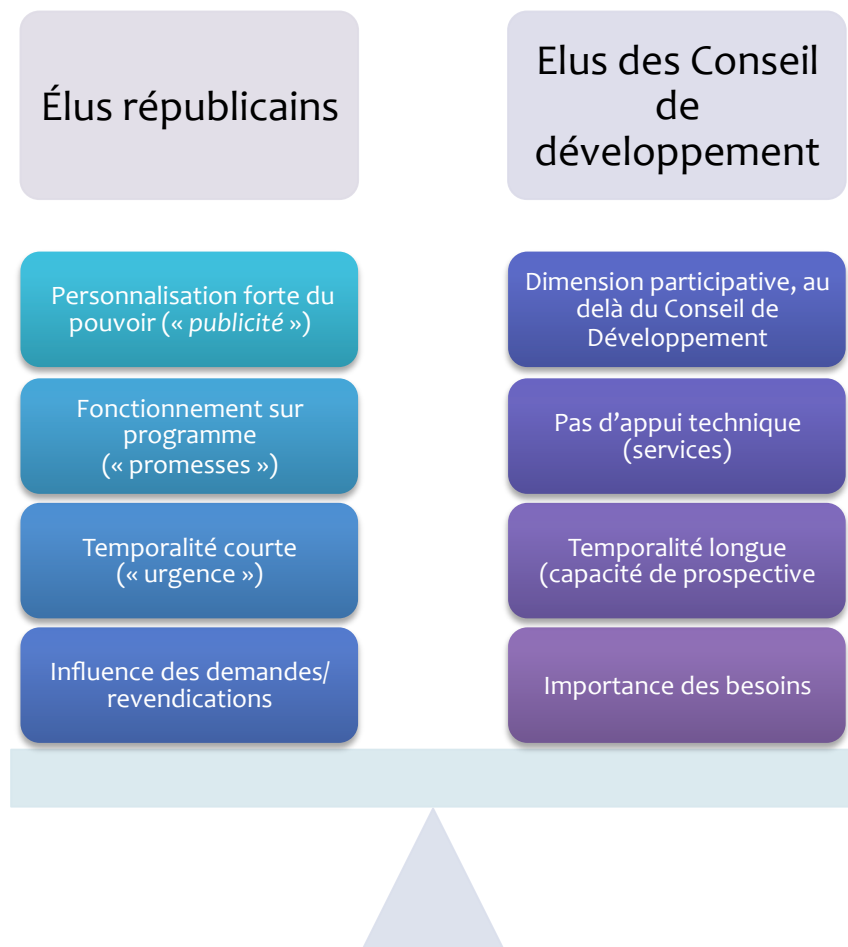 Élus républicains
Personnalisation forte du
pouvoir (« publicité »)
Fonctionnement sur
programme
(« promesses »)
Temporalité courte
(« urgence »)
Influence des demandes/
revendications
Elus des Conseil
de
développement
Dimension participative, au
delà du Conseil de
Développement
Pas d’appui technique
(services)
Temporalité longue
(capacité de prospective
Importance des besoins